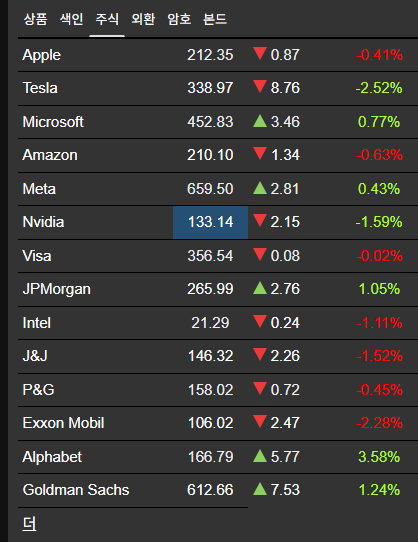 상품 색인 주식 외환 암호 본드
Apple 212.35 ▼ 0.87 -0.41%
Tesla 338.97 ▼ 8.76 -2.52%
Microsoft 452.83 ▲ 3.46 0.77%
Amazon 210.10 ▼ 1.34 -0.63%
Meta 659.50 ▲ 2.81 0.43%
Nvidia 133.14 ▼ 2.15 -1.59%
Visa 356.54 ▼ 0.08 -0.02%
JPMorgan 265.99 ▲ 2.76 1.05%
Intel 21.29 ▼ 0.24 -1.11%
J&J 146.32 ▼ 2.26 -1.52%
P&G 158.02 ▼ 0.72 -0.45%
Exxon Mobil 106.02 ▼ 2.47 -2.28%
Alphabet 166.79 ▲ 5.77 3.58%
Goldman Sachs 612.66 ▲ 7.53 1.24%
더